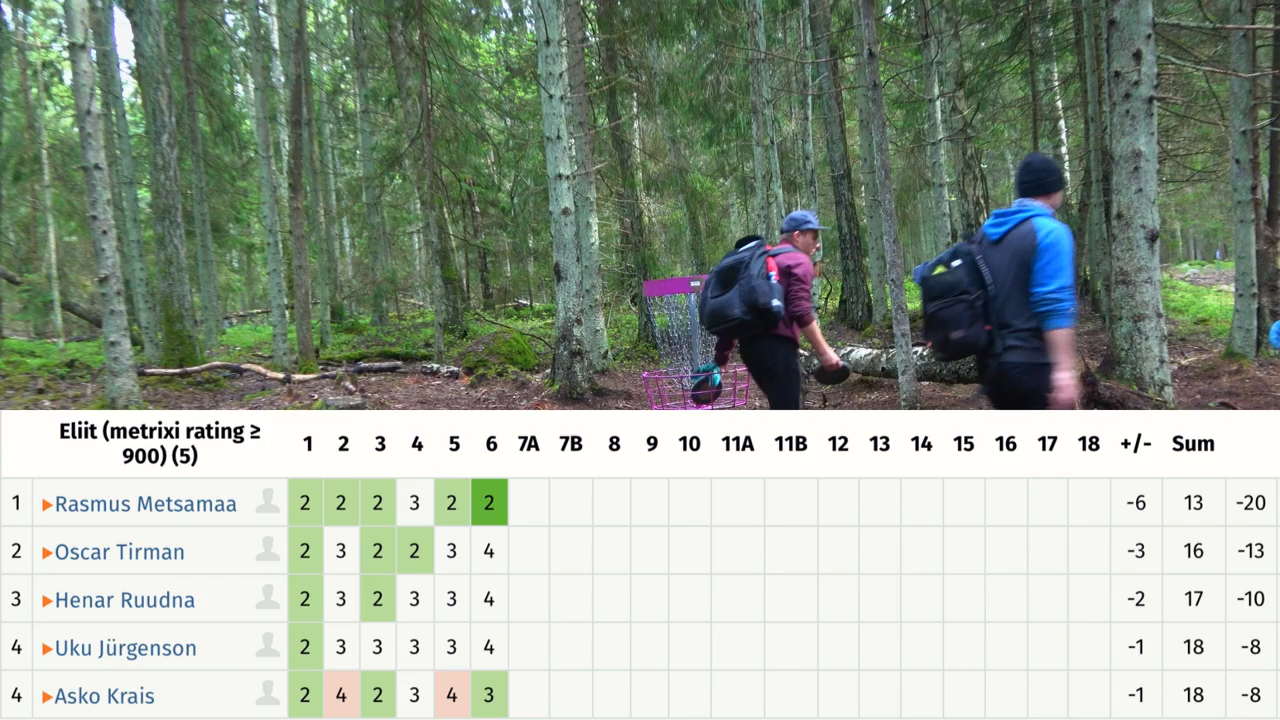 Eliit (metrixi rating ≥ 900) (5) 1 2 3 4 5 6 7A 7B 8 9 10 11A 11B 12 13 14 15 16 17 18 +/- Sum
1 Rasmus Metsamaa 2 2 2 3 2 2 -6 13 -20
2 Oscar Tirman 2 3 2 2 3 4 -3 16 -13
3 Henar Ruudna 2 3 2 3 3 4 -2 17 -10
4 Uku Jürgenson 2 3 3 3 3 4 -1 18 -8
4 Asko Krais 2 4 2 3 4 3 -1 18 -8